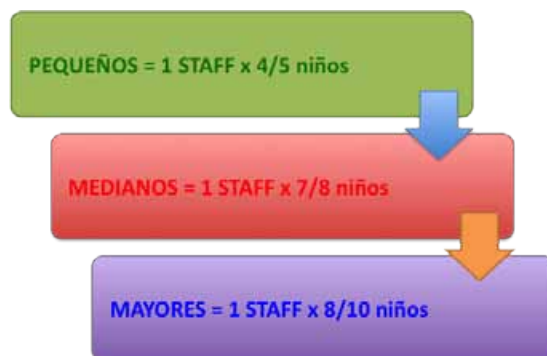 PEQUEÑOS = 1 STAFF x 4/5 niños
MEDIANOS = 1 STAFF x 7/8 niños
MAYORES = 1 STAFF x 8/10 niños